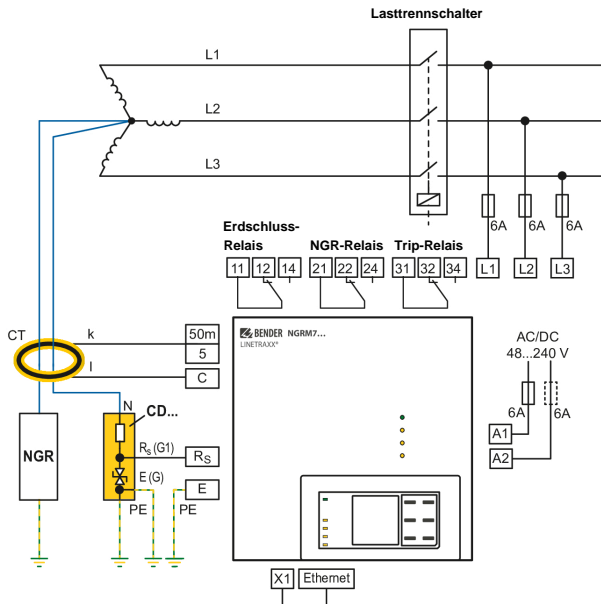 Lasttrennschalter
L1
L2
L3
6A
6A
6A
L1
L2
L3
Erdschluss-
Relais
NGR-Relais
Trip-Relais
11
12
14
21
22
24
31
32
34
CT
k
l
50m
5
C
BENDER NGRM7...
LINETRAXX®
AC/DC
48...240 V
6A
6A
A1
A2
N
CD...
NGR
Rs (G1)
RS
E (G)
E
PE
PE
X1
Ethernet